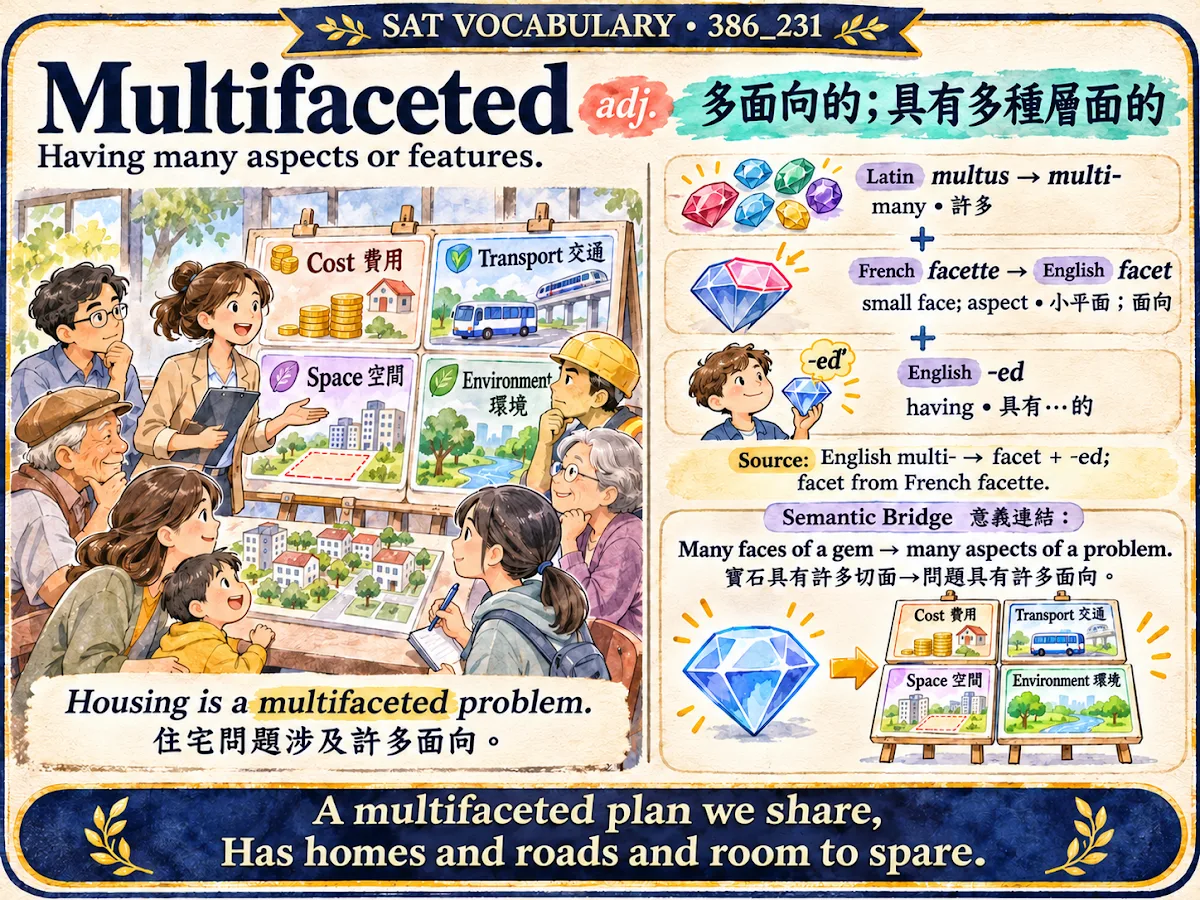 SAT VOCABULARY • 386_231
Multifaceted adj. 多面向的；具有多種層面的
Having many aspects or features.
Cost 費用
Transport 交通
Space 空間
Environment
環境
Housing is a multifaceted problem.
住宅問題涉及許多面向。
Latin multus → multi-
many • 許多
+
French facette → English facet
small face; aspect • 小平面；面向
+
-ed’
English -ed
having • 具有…的
Source: English multi- → facet + -ed;
facet from French facette.
Semantic Bridge 意義連結：
Many faces of a gem → many aspects of a problem.
寶石具有許多切面→問題具有許多面向。
Cost 費用
Transport 交通
Space 空間
Environment 環境
A multifaceted plan we share,
Has homes and roads and room to spare.